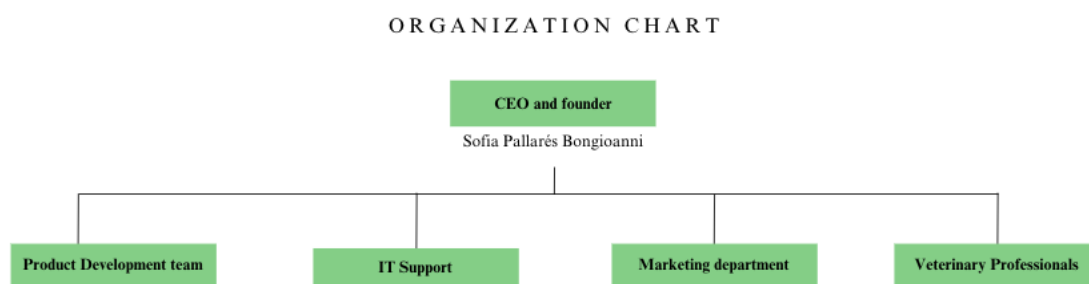 ORGANIZATION CHART
CEO and founder
Sofia Pallarés Bongioanni
Product Development team
IT Support
Marketing department
Veterinary Professionals